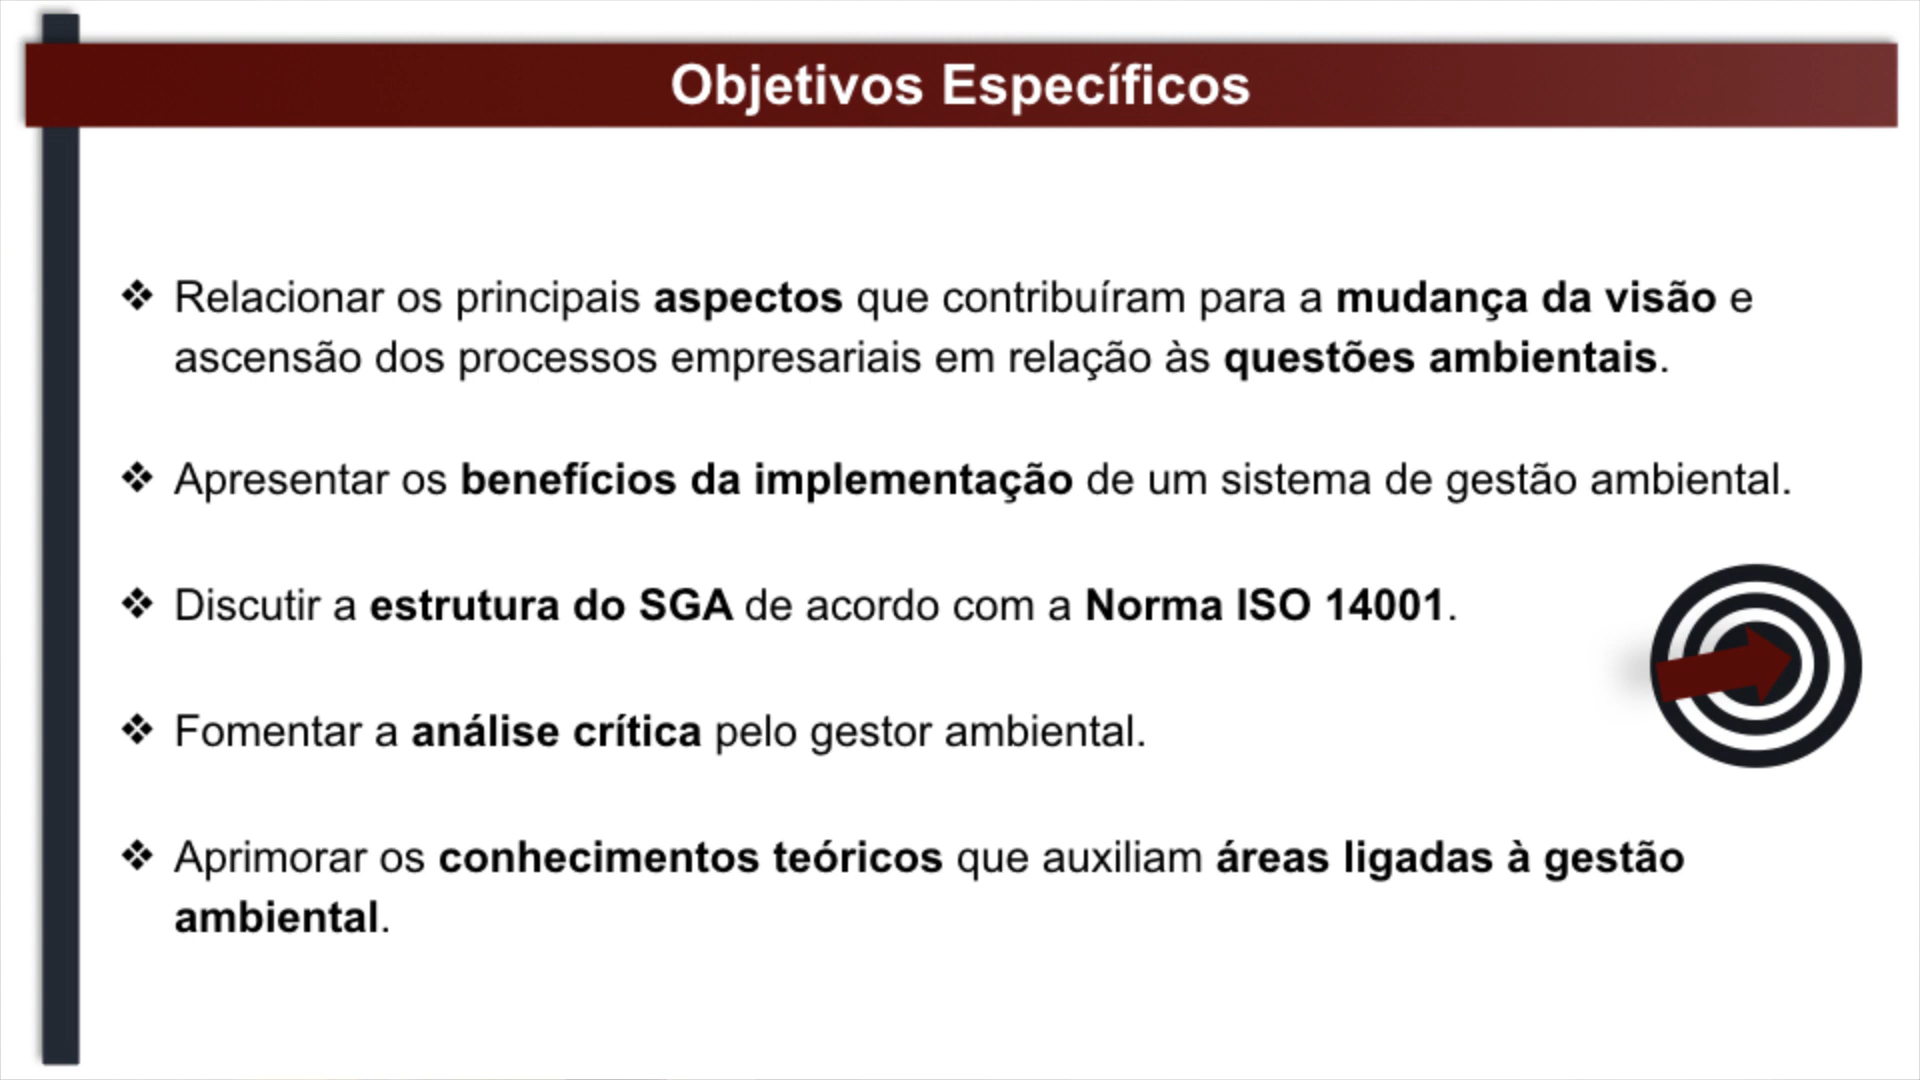 Objetivos Específicos
❖ Relacionar os principais aspectos que contribuíram para a mudança da visão e
ascensão dos processos empresariais em relação às questões ambientais.
❖ Apresentar os benefícios da implementação de um sistema de gestão ambiental.
❖ Discutir a estrutura do SGA de acordo com a Norma ISO 14001.
❖ Fomentar a análise crítica pelo gestor ambiental.
❖ Aprimorar os conhecimentos teóricos que auxiliam áreas ligadas à gestão
ambiental.